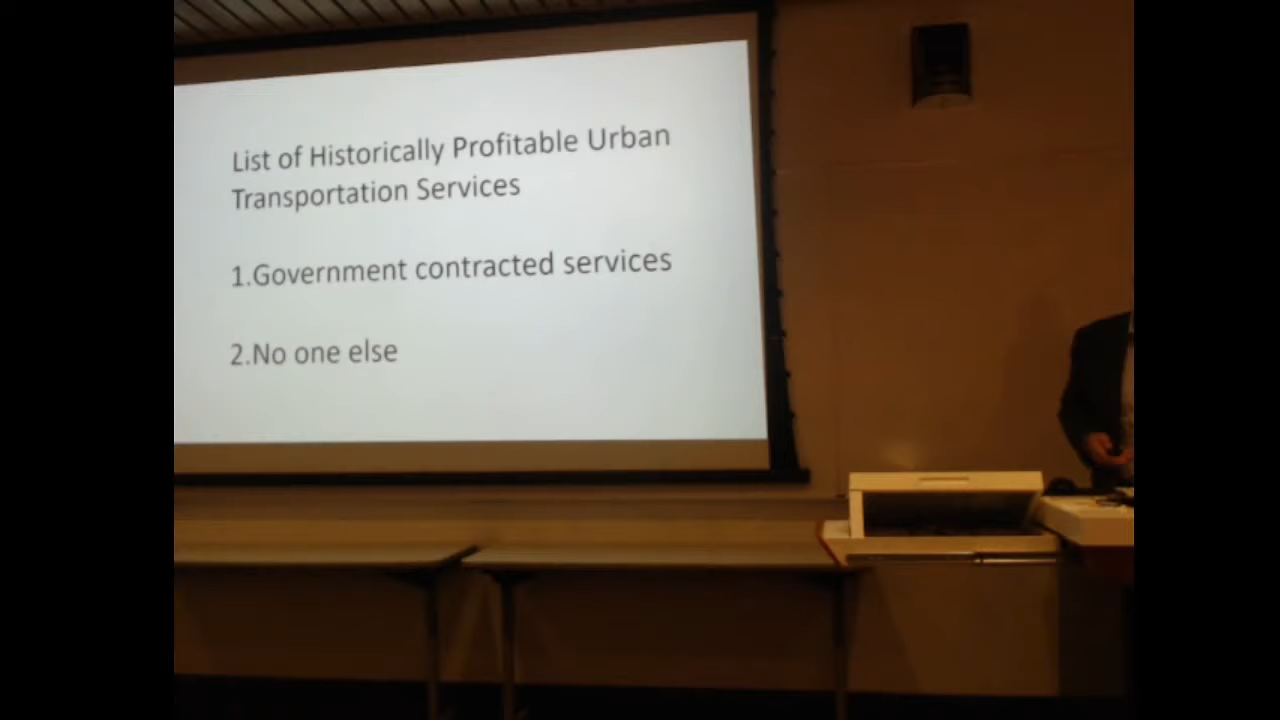 List of Historically Profitable Urban
Transportation Services
1.Government contracted services
2.No one else